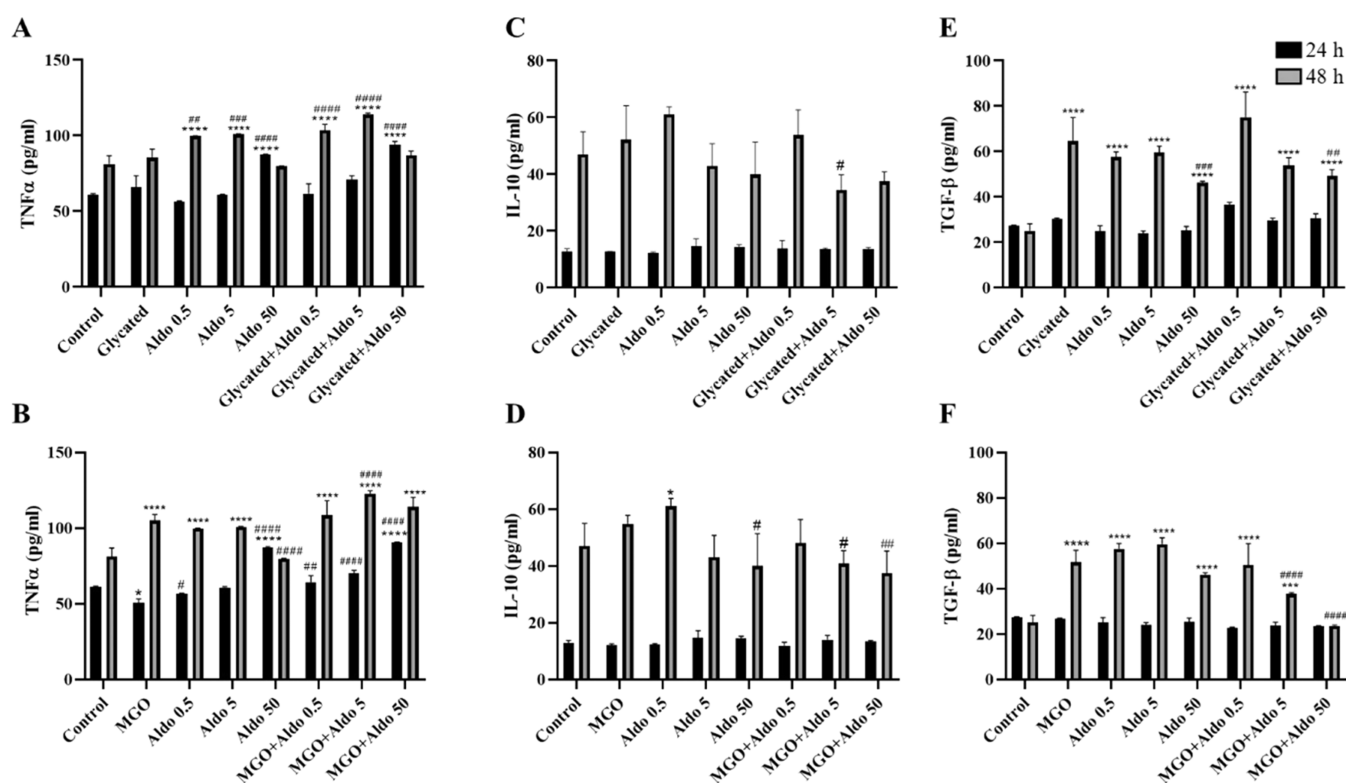 A
TNFα (pg/ml)
150
100
50
0
##
****
###
****
####
****
####
****
####
****
####
****
Control
Glycated
Aldo 0.5
Aldo 5
Aldo 50
Glycated+Aldo 0.5
Glycated+Aldo 5
Glycated+Aldo 50
C
IL-10 (pg/ml)
80
60
40
20
0
#
Control
Glycated
Aldo 0.5
Aldo 5
Aldo 50
Glycated+Aldo 0.5
Glycated+Aldo 5
Glycated+Aldo 50
E
24 h
48 h
TGF-β (pg/ml)
100
80
60
40
20
0
****
****
****
###
****
****
****
##
****
Control
Glycated
Aldo 0.5
Aldo 5
Aldo 50
Glycated+Aldo 0.5
Glycated+Aldo 5
Glycated+Aldo 50
B
TNFα (pg/ml)
150
100
50
0
*
****
#
****
****
####
****
####
##
****
####
####
****
####
****
****
Control
MGO
Aldo 0.5
Aldo 5
Aldo 50
MGO+Aldo 0.5
MGO+Aldo 5
MGO+Aldo 50
D
IL-10 (pg/ml)
80
60
40
20
0
*
#
#
##
Control
MGO
Aldo 0.5
Aldo 5
Aldo 50
MGO+Aldo 0.5
MGO+Aldo 5
MGO+Aldo 50
F
TGF-β (pg/ml)
100
80
60
40
20
0
****
****
****
****
****
####
***
####
Control
MGO
Aldo 0.5
Aldo 5
Aldo 50
MGO+Aldo 0.5
MGO+Aldo 5
MGO+Aldo 50